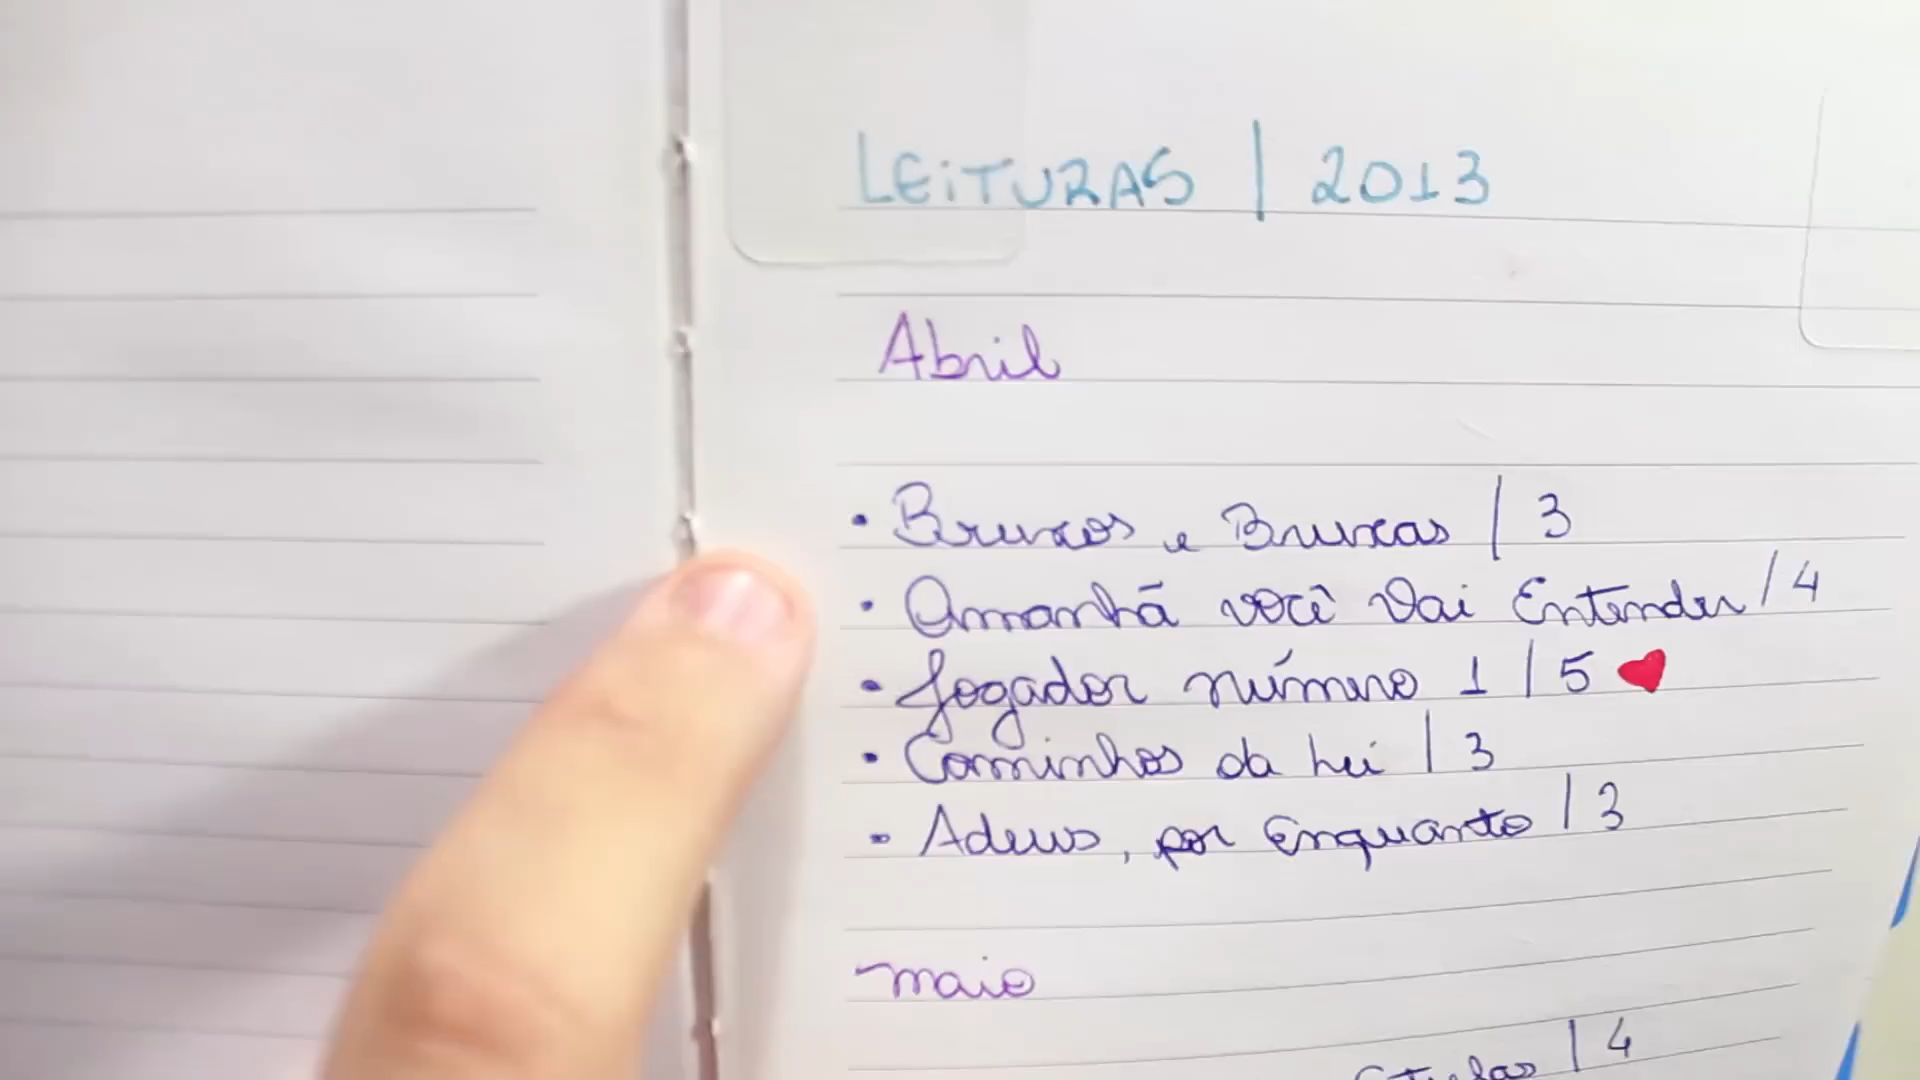 LEiTURAS | 2013
Abril
• Bruxos e Bruxas | 3
• Amanhã você Vai Entender | 4
• Jogador número 1 | 5 ♥
• Caminhos da Lei | 3
• Adeus, por Enquanto | 3
maio
| 4